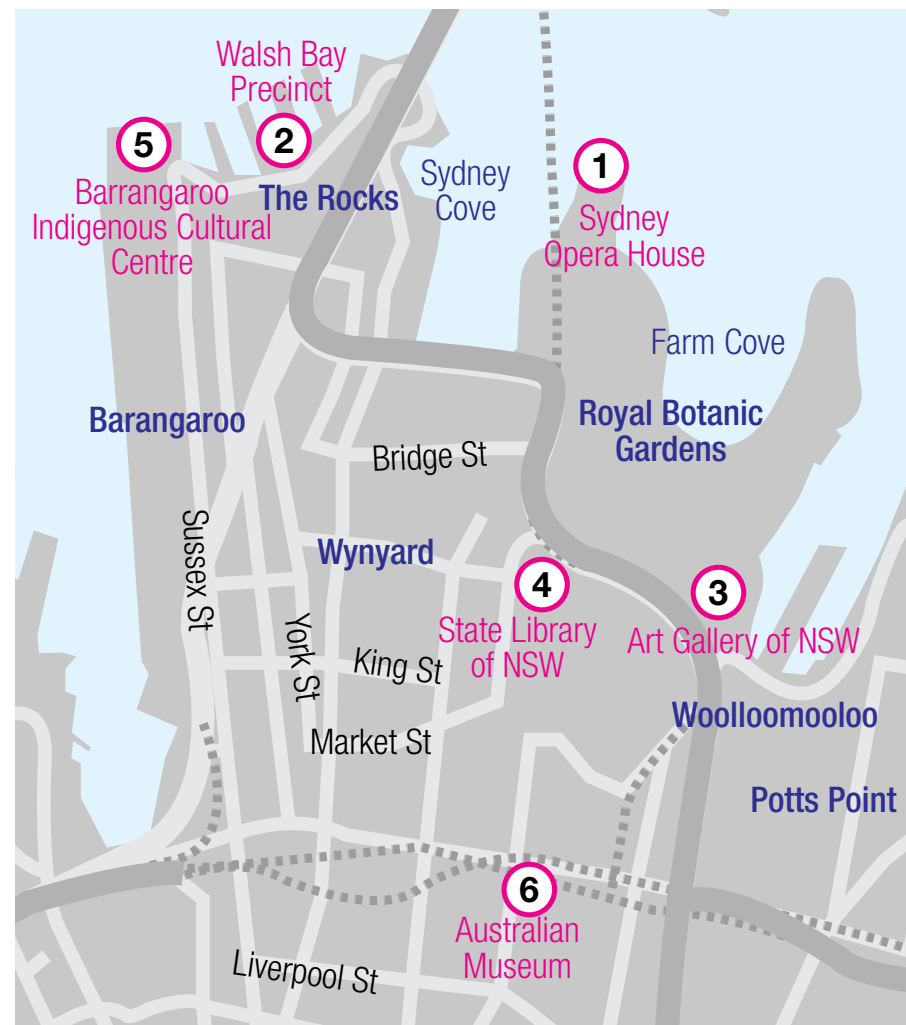 Walsh Bay
Precinct
5
2
1
Barrangaroo
Indigenous Cultural
Centre
The Rocks
Sydney
Cove
Sydney
Opera House
Farm Cove
Barangaroo
Royal Botanic
Gardens
Bridge St
Sussex St
Wynyard
4
State Library
of NSW
3
Art Gallery of NSW
York St
King St
Market St
Woolloomooloo
Potts Point
6
Australian
Museum
Liverpool St